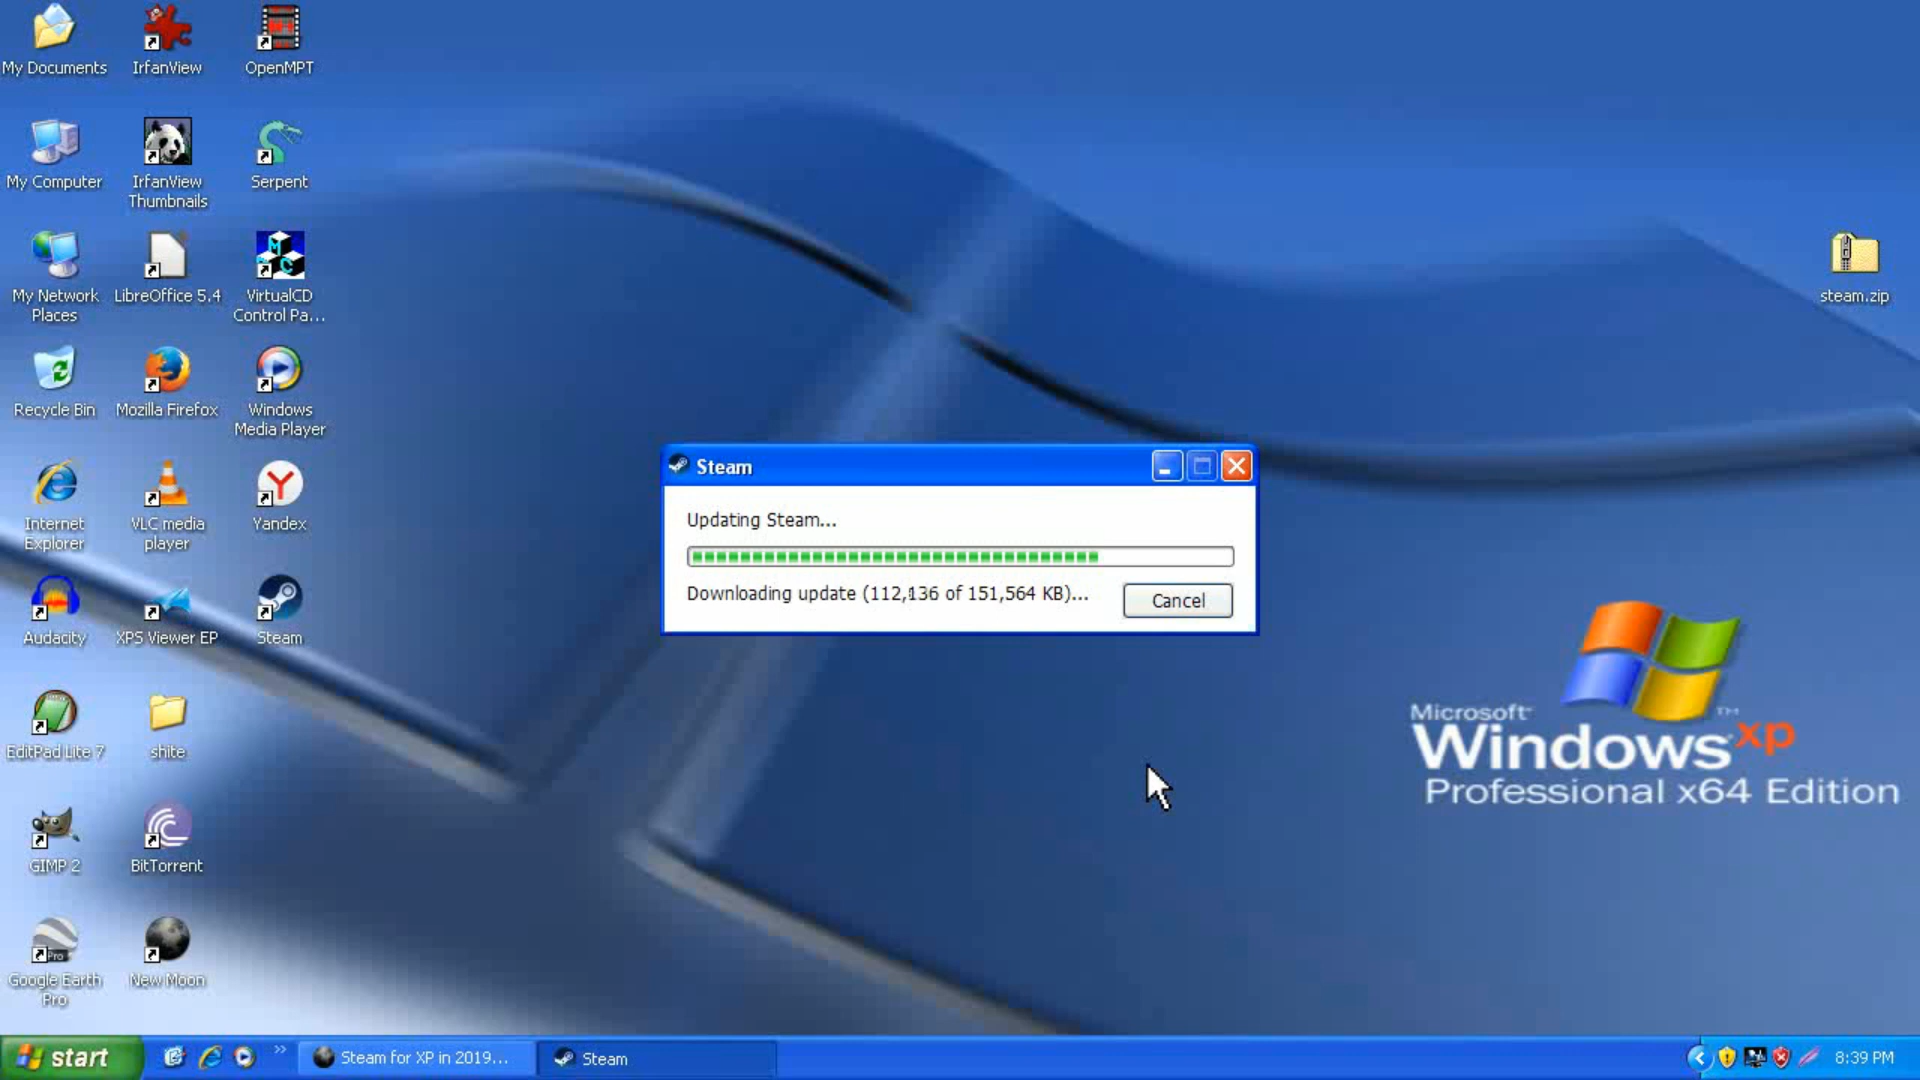 My Documents
IrfanView
OpenMPT
My Computer
IrfanView
Thumbnails
Serpent
My Network
Places
LibreOffice 5.4
VirtualCD
Control Pa...
steam.zip
Recycle Bin
Mozilla Firefox
Windows
Media Player
Internet
Explorer
VLC media
player
Yandex
Audacity
XPS Viewer EP
Steam
EditPad Lite 7
shite
GIMP 2
BitTorrent
Google Earth
Pro
New Moon
Steam
Updating Steam...
Downloading update (112,136 of 151,564 KB)...
Cancel
Microsoft
Windows xp
TM
Professional x64 Edition
start
Steam for XP in 2019...
Steam
8:39 PM